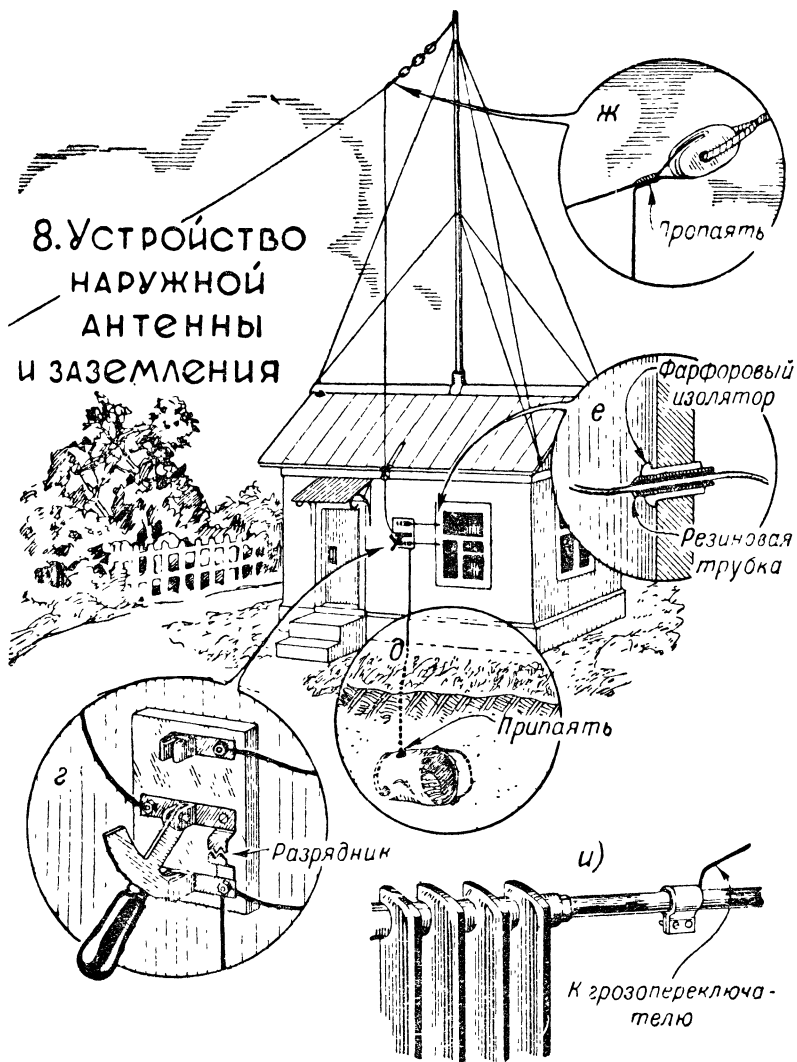 8. Устройство
наружной
антенны
и заземления
ж
Пропаять
е
Фарфоровый
изолятор
Резиновая
трубка
д
Припаять
г
Разрядник
и)
К грозопереключа-
телю